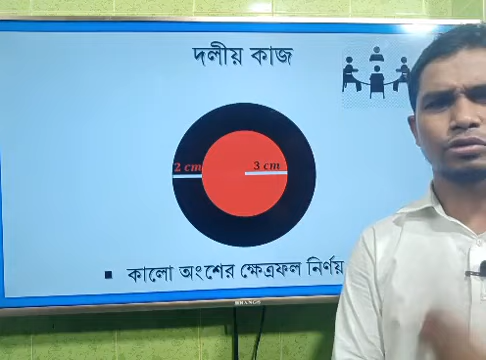 দলীয় কাজ
2 cm
3 cm
▪ কালো অংশের ক্ষেত্রফল নির্ণয়